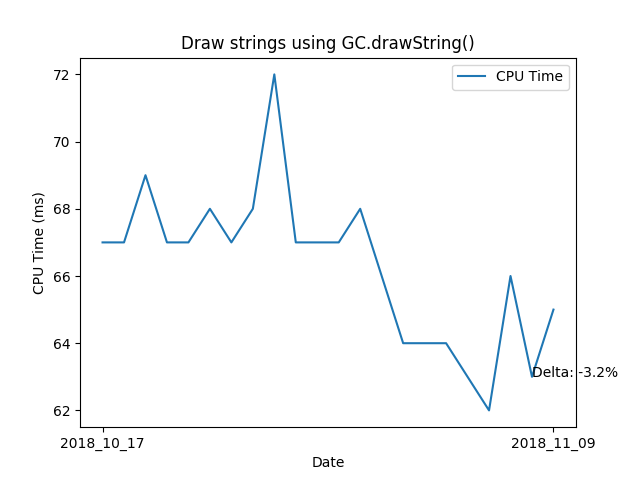 Draw strings using GC.drawString()
CPU Time
72
70
68
66
64
62
CPU Time (ms)
Delta: -3.2%
2018_10_17
2018_11_09
Date